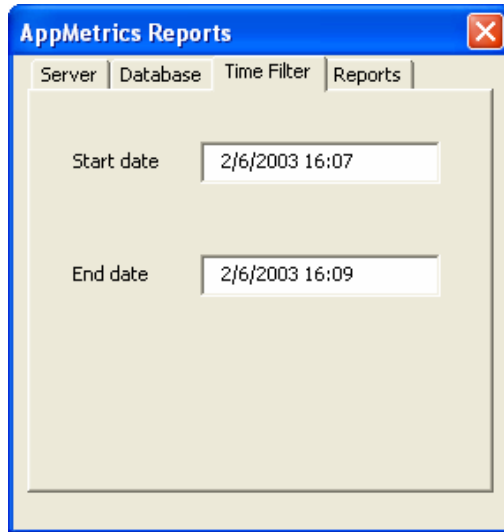 AppMetrics Reports
Server Database Time Filter Reports
Start date 2/6/2003 16:07
End date 2/6/2003 16:09